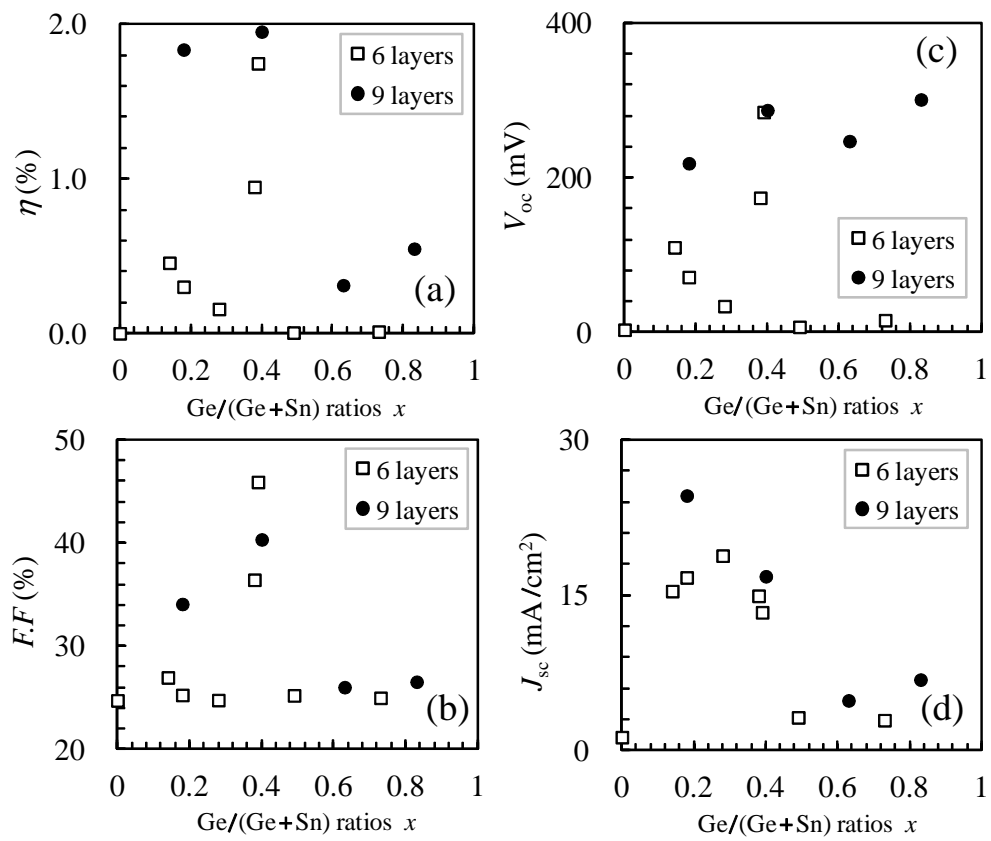 2.0
1.0
0.0
η (%)
6 layers
9 layers
(a)
0 0.2 0.4 0.6 0.8 1
Ge/(Ge+Sn) ratios x
400
200
0
V_oc (mV)
(c)
6 layers
9 layers
0 0.2 0.4 0.6 0.8 1
Ge/(Ge+Sn) ratios x
50
40
30
20
F.F (%)
6 layers
9 layers
(b)
0 0.2 0.4 0.6 0.8 1
Ge/(Ge+Sn) ratios x
30
15
0
J_sc (mA/cm²)
6 layers
9 layers
(d)
0 0.2 0.4 0.6 0.8 1
Ge/(Ge+Sn) ratios x